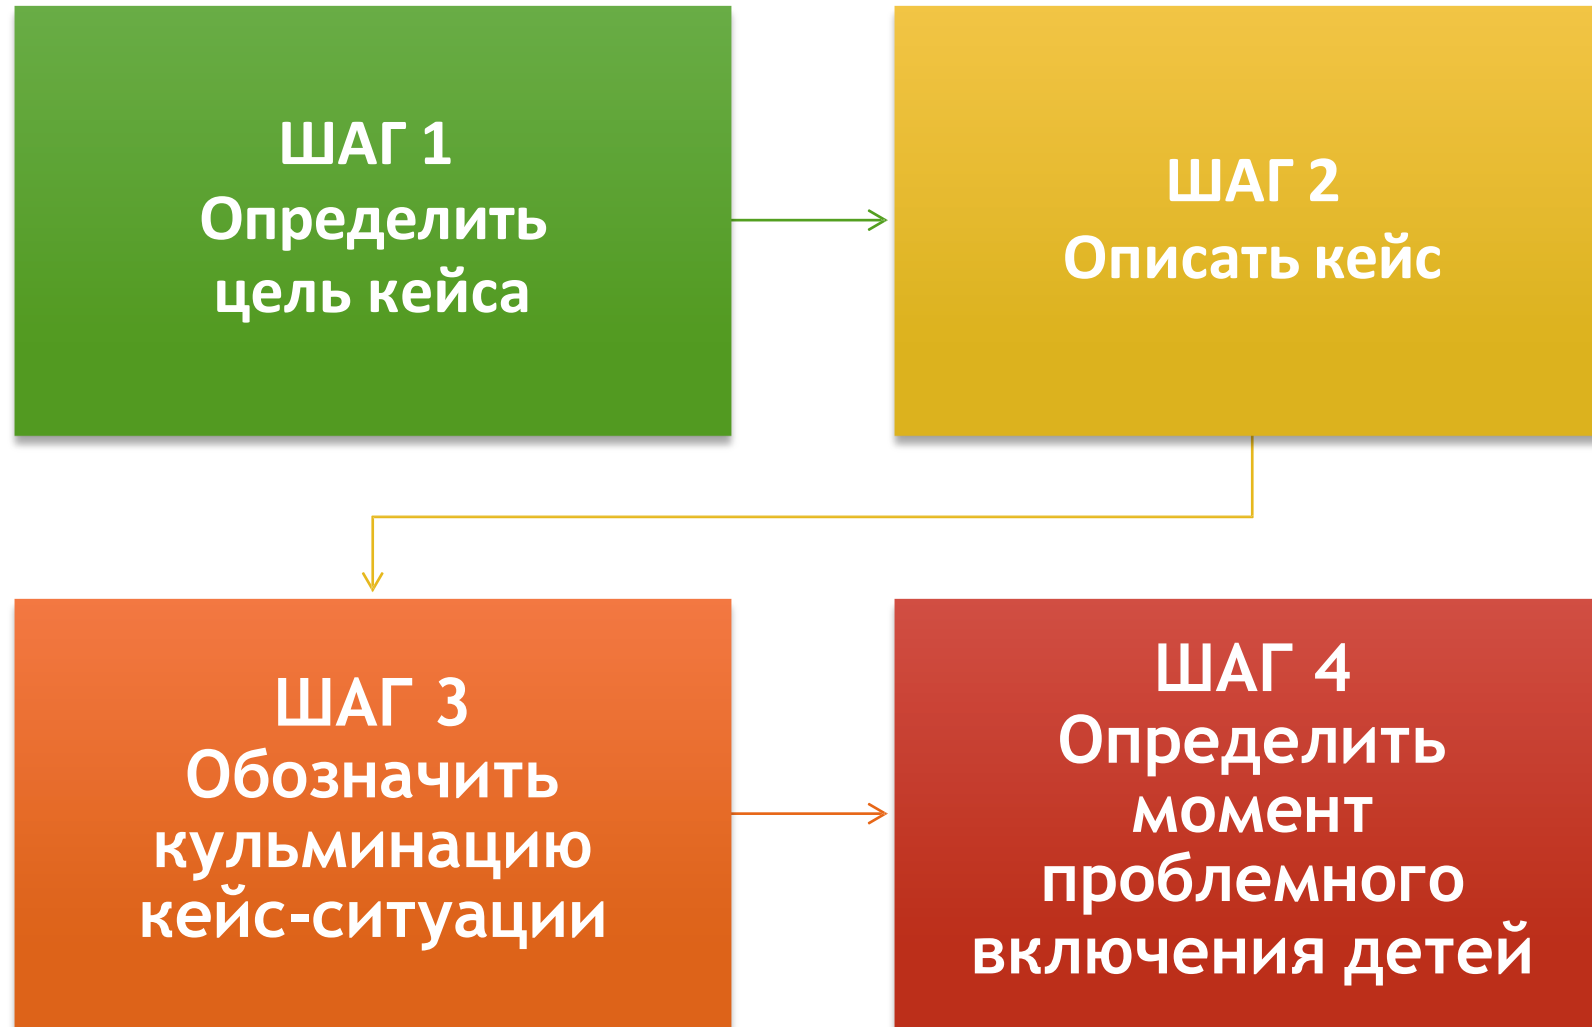 ШАГ 1
Определить
цель кейса
ШАГ 2
Описать кейс
ШАГ 3
Обозначить
кульминацию
кейс-ситуации
ШАГ 4
Определить
момент
проблемного
включения детей